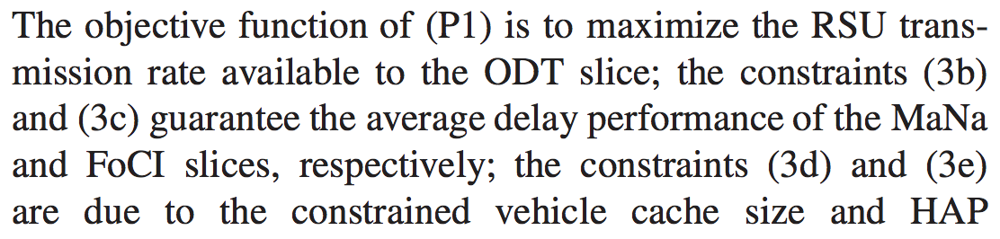 The objective function of (P1) is to maximize the RSU trans-
mission rate available to the ODT slice; the constraints (3b)
and (3c) guarantee the average delay performance of the MaNa
and FoCI slices, respectively; the constraints (3d) and (3e)
are due to the constrained vehicle cache size and HAP